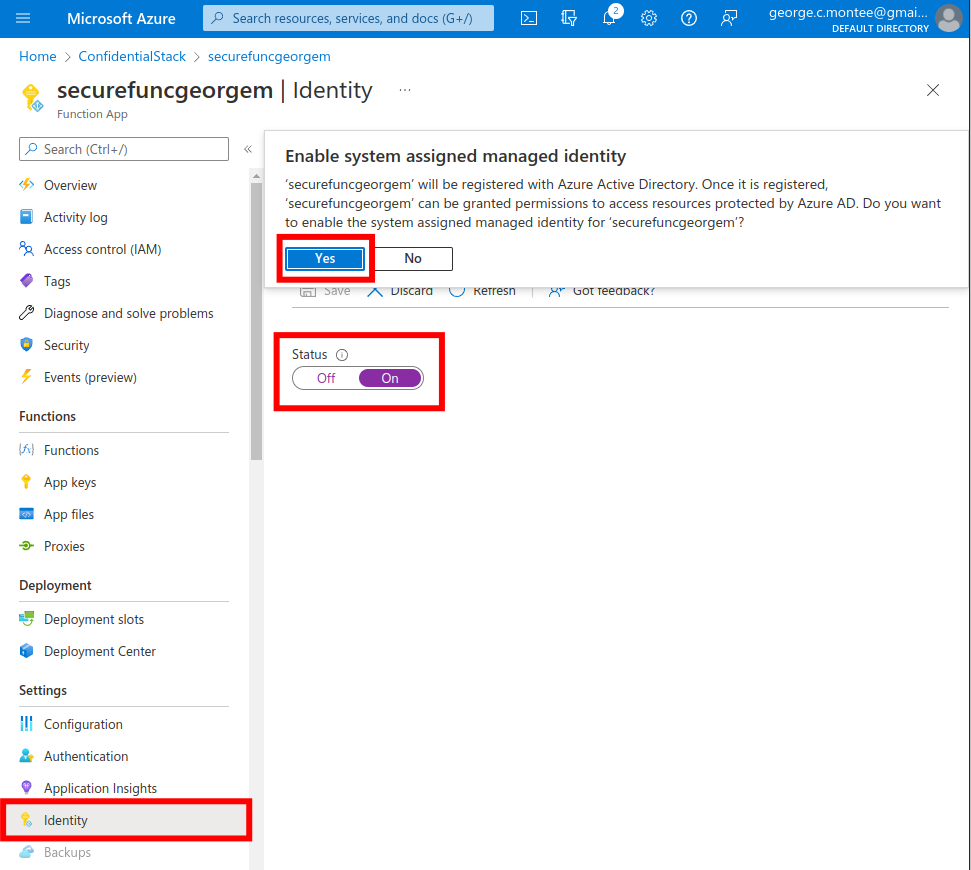 Microsoft Azure
Search resources, services, and docs (G+/)
2
george.c.montee@gmai...
DEFAULT DIRECTORY
Home > ConfidentialStack > securefuncgeorgem
securefuncgeorgem | Identity ...
Function App
Search (Ctrl+/)
«
Overview
Activity log
Access control (IAM)
Tags
Diagnose and solve problems
Security
Events (preview)
Functions
Functions
App keys
App files
Proxies
Deployment
Deployment slots
Deployment Center
Settings
Configuration
Authentication
Application Insights
Identity
Backups
Enable system assigned managed identity
‘securefuncgeorgem’ will be registered with Azure Active Directory. Once it is registered,
‘securefuncgeorgem’ can be granted permissions to access resources protected by Azure AD. Do you want
to enable the system assigned managed identity for ‘securefuncgeorgem’?
Yes No
Save Discard Refresh Got feedback?
Status
Off On